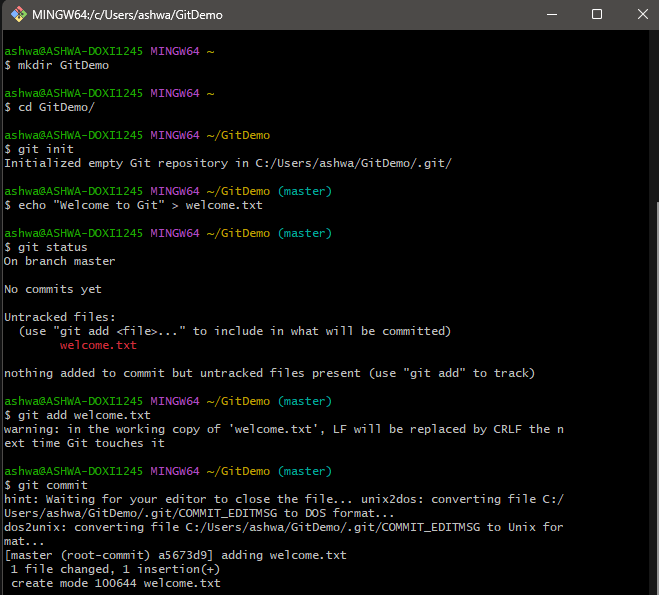 MINGW64:/c/Users/ashwa/GitDemo
ashwa@ASHWA-DOXI1245 MINGW64 ~
$ mkdir GitDemo
ashwa@ASHWA-DOXI1245 MINGW64 ~
$ cd GitDemo/
ashwa@ASHWA-DOXI1245 MINGW64 ~/GitDemo
$ git init
Initialized empty Git repository in C:/Users/ashwa/GitDemo/.git/
ashwa@ASHWA-DOXI1245 MINGW64 ~/GitDemo (master)
$ echo "Welcome to Git" > welcome.txt
ashwa@ASHWA-DOXI1245 MINGW64 ~/GitDemo (master)
$ git status
On branch master
No commits yet
Untracked files:
  (use "git add <file>..." to include in what will be committed)
        welcome.txt
nothing added to commit but untracked files present (use "git add" to track)
ashwa@ASHWA-DOXI1245 MINGW64 ~/GitDemo (master)
$ git add welcome.txt
warning: in the working copy of 'welcome.txt', LF will be replaced by CRLF the n
ext time Git touches it
ashwa@ASHWA-DOXI1245 MINGW64 ~/GitDemo (master)
$ git commit
hint: Waiting for your editor to close the file... unix2dos: converting file C:/
Users/ashwa/GitDemo/.git/COMMIT_EDITMSG to DOS format...
dos2unix: converting file C:/Users/ashwa/GitDemo/.git/COMMIT_EDITMSG to Unix for
mat...
[master (root-commit) a5673d9] adding welcome.txt
 1 file changed, 1 insertion(+)
 create mode 100644 welcome.txt